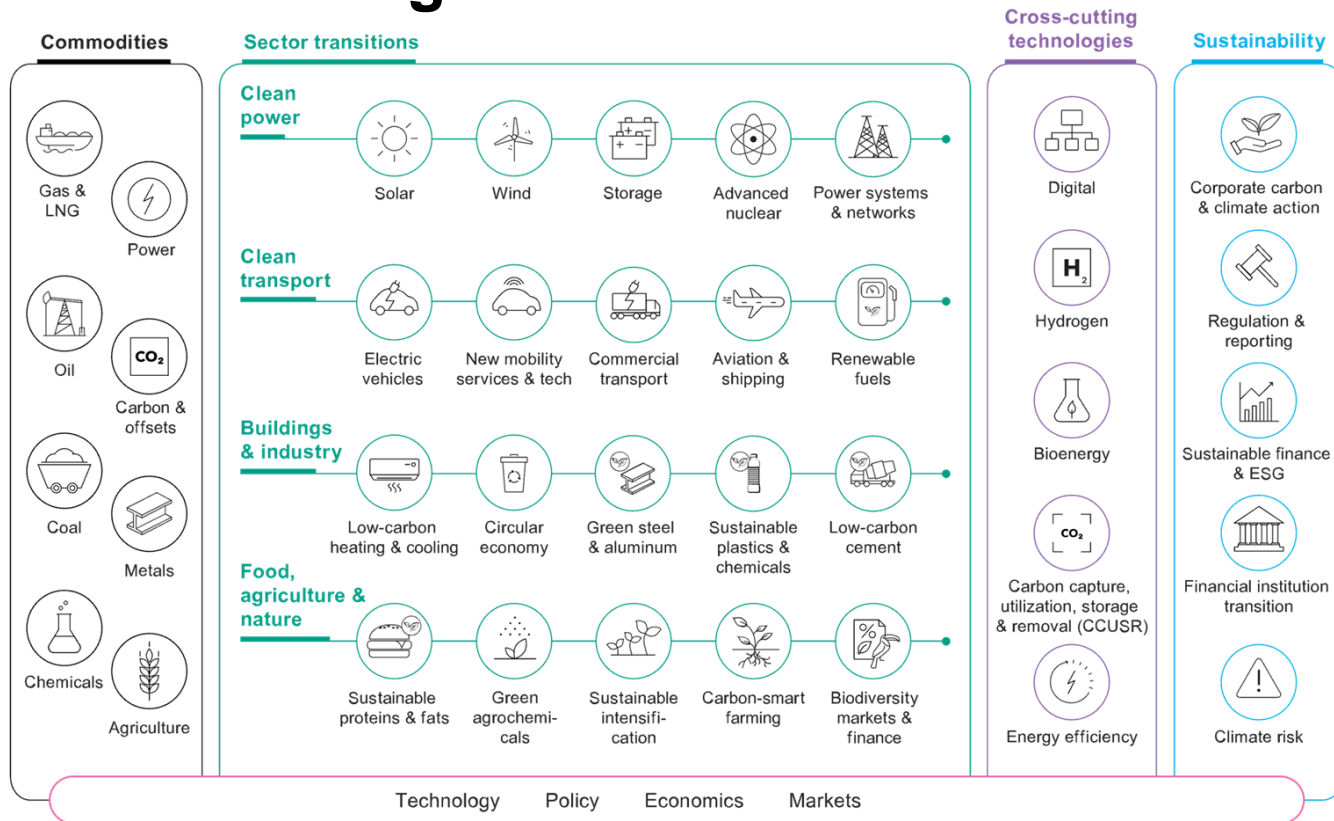 Commodities
Gas &
LNG
Power
Oil
CO₂
Carbon &
offsets
Coal
Metals
Chemicals
Agriculture
Sector transitions
Clean
power
Solar
Wind
Storage
Advanced
nuclear
Power systems
& networks
Clean
transport
Electric
vehicles
New mobility
services & tech
Commercial
transport
Aviation &
shipping
Renewable
fuels
Buildings
& industry
Low-carbon
heating & cooling
Circular
economy
Green steel
& aluminum
Sustainable
plastics &
chemicals
Low-carbon
cement
Food,
agriculture &
nature
Sustainable
proteins & fats
Green
agrochemi-
cals
Sustainable
intensifi-
cation
Carbon-smart
farming
%
Biodiversity
markets &
finance
Cross-cutting
technologies
Digital
H₂
Hydrogen
Bioenergy
CO₂
Carbon capture,
utilization, storage
& removal (CCUSR)
Energy efficiency
Sustainability
Corporate carbon
& climate action
Regulation &
reporting
Sustainable finance
& ESG
Financial institution
transition
Climate risk
Technology Policy Economics Markets